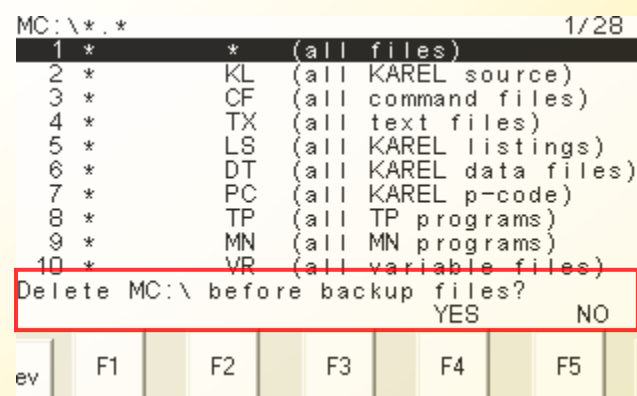 MC:\*.* 1/28
1 * * (all files)
2 * KL (all KAREL source)
3 * CF (all command files)
4 * TX (all text files)
5 * LS (all KAREL listings)
6 * DT (all KAREL data files)
7 * PC (all KAREL p-code)
8 * TP (all TP programs)
9 * MN (all MN programs)
10 * VR (all variable files)
Delete MC:\ before backup files?
YES NO
ev F1 F2 F3 F4 F5